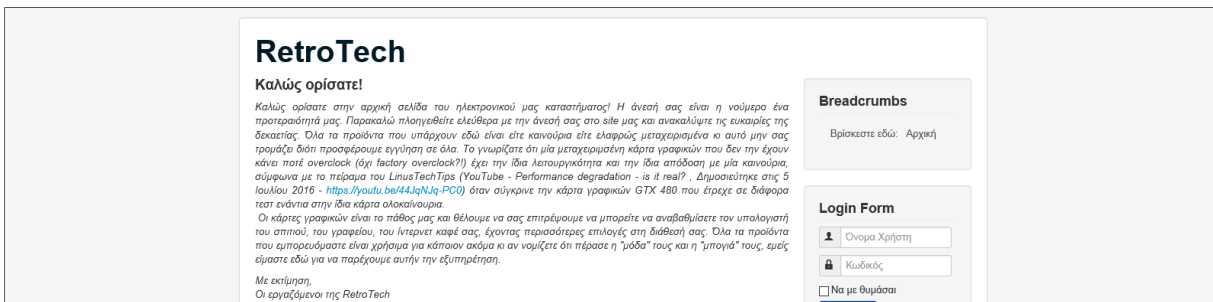 RetroTech
Καλώς ορίσατε!
Καλώς ορίσατε στην αρχική σελίδα του ηλεκτρονικού μας καταστήματος! Η άνεσή σας είναι η νούμερο ένα
προτεραιότητά μας. Παρακαλώ πλοηγηθείτε ελεύθερα με την άνεσή σας στο site μας και ανακαλύψτε τις ευκαιρίες της
δεκαετίας. Όλα τα προϊόντα που υπάρχουν εδώ είναι είτε καινούρια είτε ελαφρώς μεταχειρισμένα κι αυτό μην σας
τρομάζει διότι προσφέρουμε εγγύηση σε όλα. Το γνωρίζατε ότι μία μεταχειρισμένη κάρτα γραφικών που δεν την έχουν
κάνει ποτέ overclock (όχι factory overclock?!) έχει την ίδια λειτουργικότητα και την ίδια απόδοση με μία καινούρια,
σύμφωνα με το πείραμα του LinusTechTips (YouTube - Performance degradation - is it real? , Δημοσιεύτηκε στις 5
Ιουλίου 2016 - https://youtu.be/44JqNJq-PC0) όταν σύγκρινε την κάρτα γραφικών GTX 480 που έτρεχε σε διάφορα
τεστ ενάντια στην ίδια κάρτα ολοκαίνουρια.
Οι κάρτες γραφικών είναι το πάθος μας και θέλουμε να σας επιτρέψουμε να μπορείτε να αναβαθμίσετε τον υπολογιστή
του σπιτιού, του γραφείου, του ίντερνετ καφέ σας, έχοντας περισσότερες επιλογές στη διάθεσή σας. Όλα τα προϊόντα
που εμπορευόμαστε είναι χρήσιμα για κάποιον ακόμα κι αν νομίζετε ότι πέρασε η "μόδα" τους και η "μπογιά" τους, εμείς
είμαστε εδώ για να παρέχουμε αυτήν την εξυπηρέτηση.
Με εκτίμηση,
Οι εργαζόμενοι της RetroTech
Breadcrumbs
Βρίσκεστε εδώ: Αρχική
Login Form
Όνομα Χρήστη
Κωδικός
Να με θυμάσαι